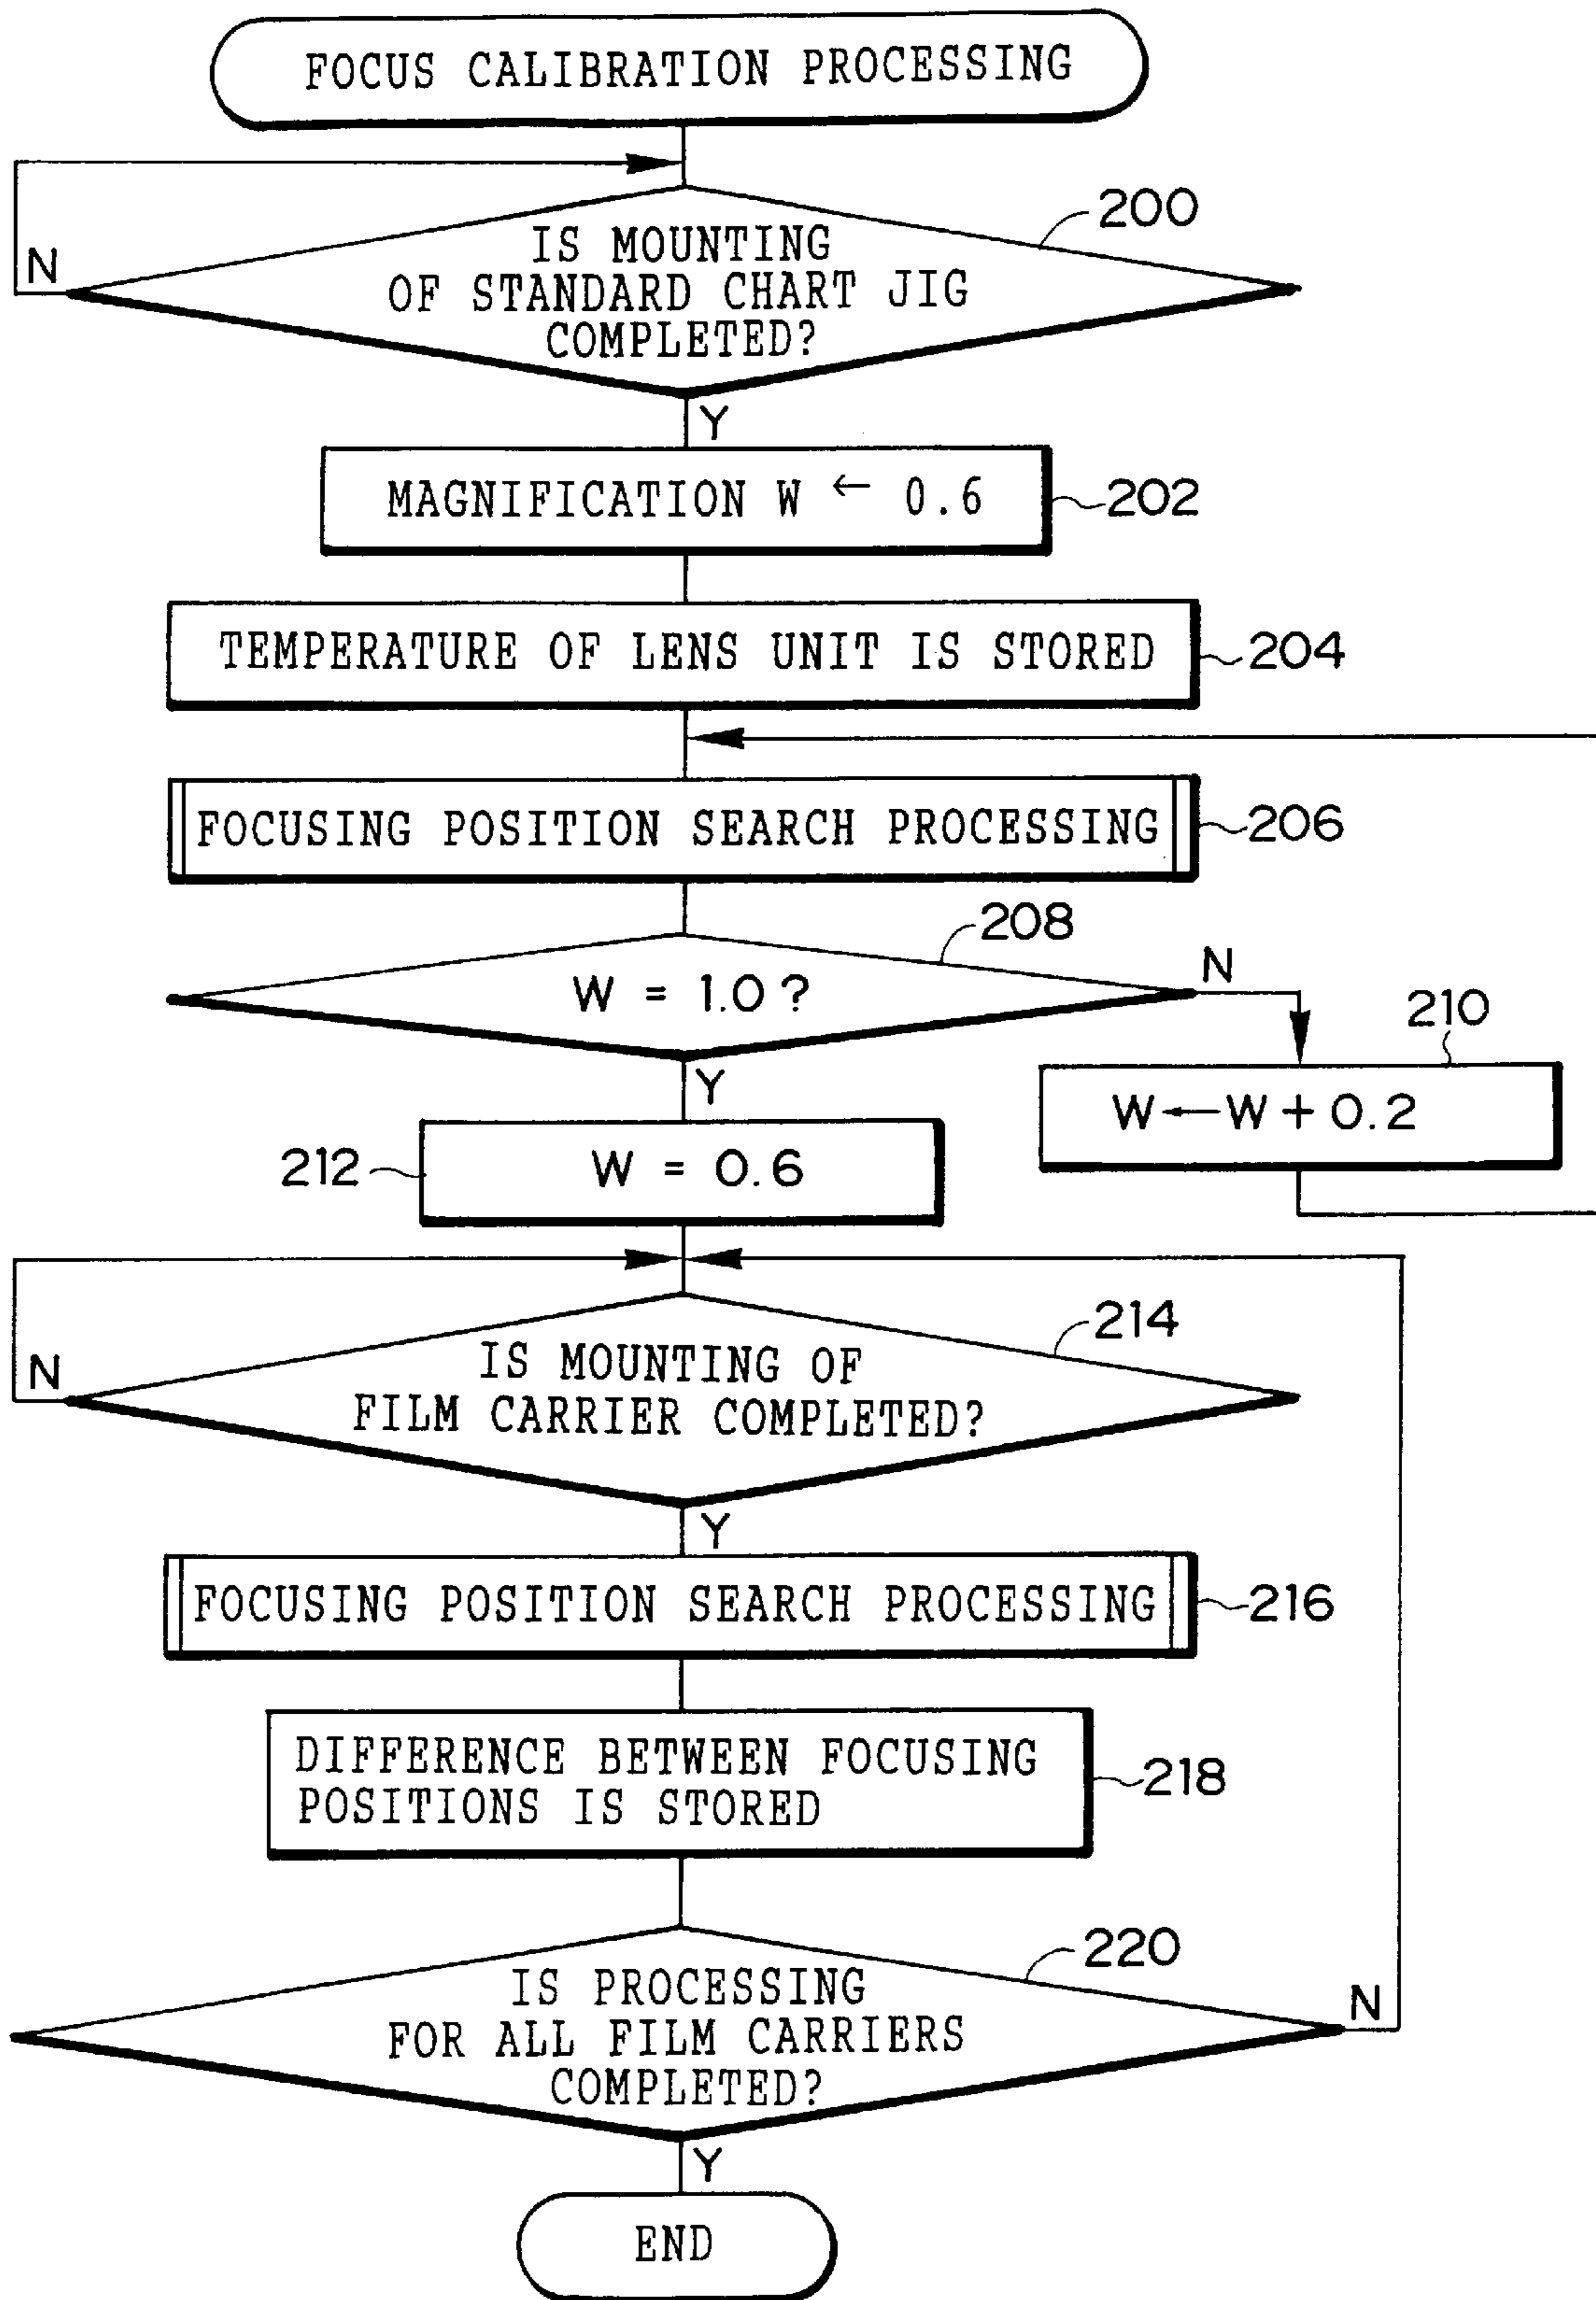 FOCUS CALIBRATION PROCESSING
200
IS MOUNTING
OF STANDARD CHART JIG
COMPLETED?
N
Y
MAGNIFICATION W ← 0.6
202
TEMPERATURE OF LENS UNIT IS STORED
204
FOCUSING POSITION SEARCH PROCESSING
206
208
W = 1.0 ?
N
Y
210
W ← W + 0.2
212
W = 0.6
214
IS MOUNTING OF
FILM CARRIER COMPLETED?
N
Y
FOCUSING POSITION SEARCH PROCESSING
216
DIFFERENCE BETWEEN FOCUSING
POSITIONS IS STORED
218
220
IS PROCESSING
FOR ALL FILM CARRIERS
COMPLETED?
N
Y
END